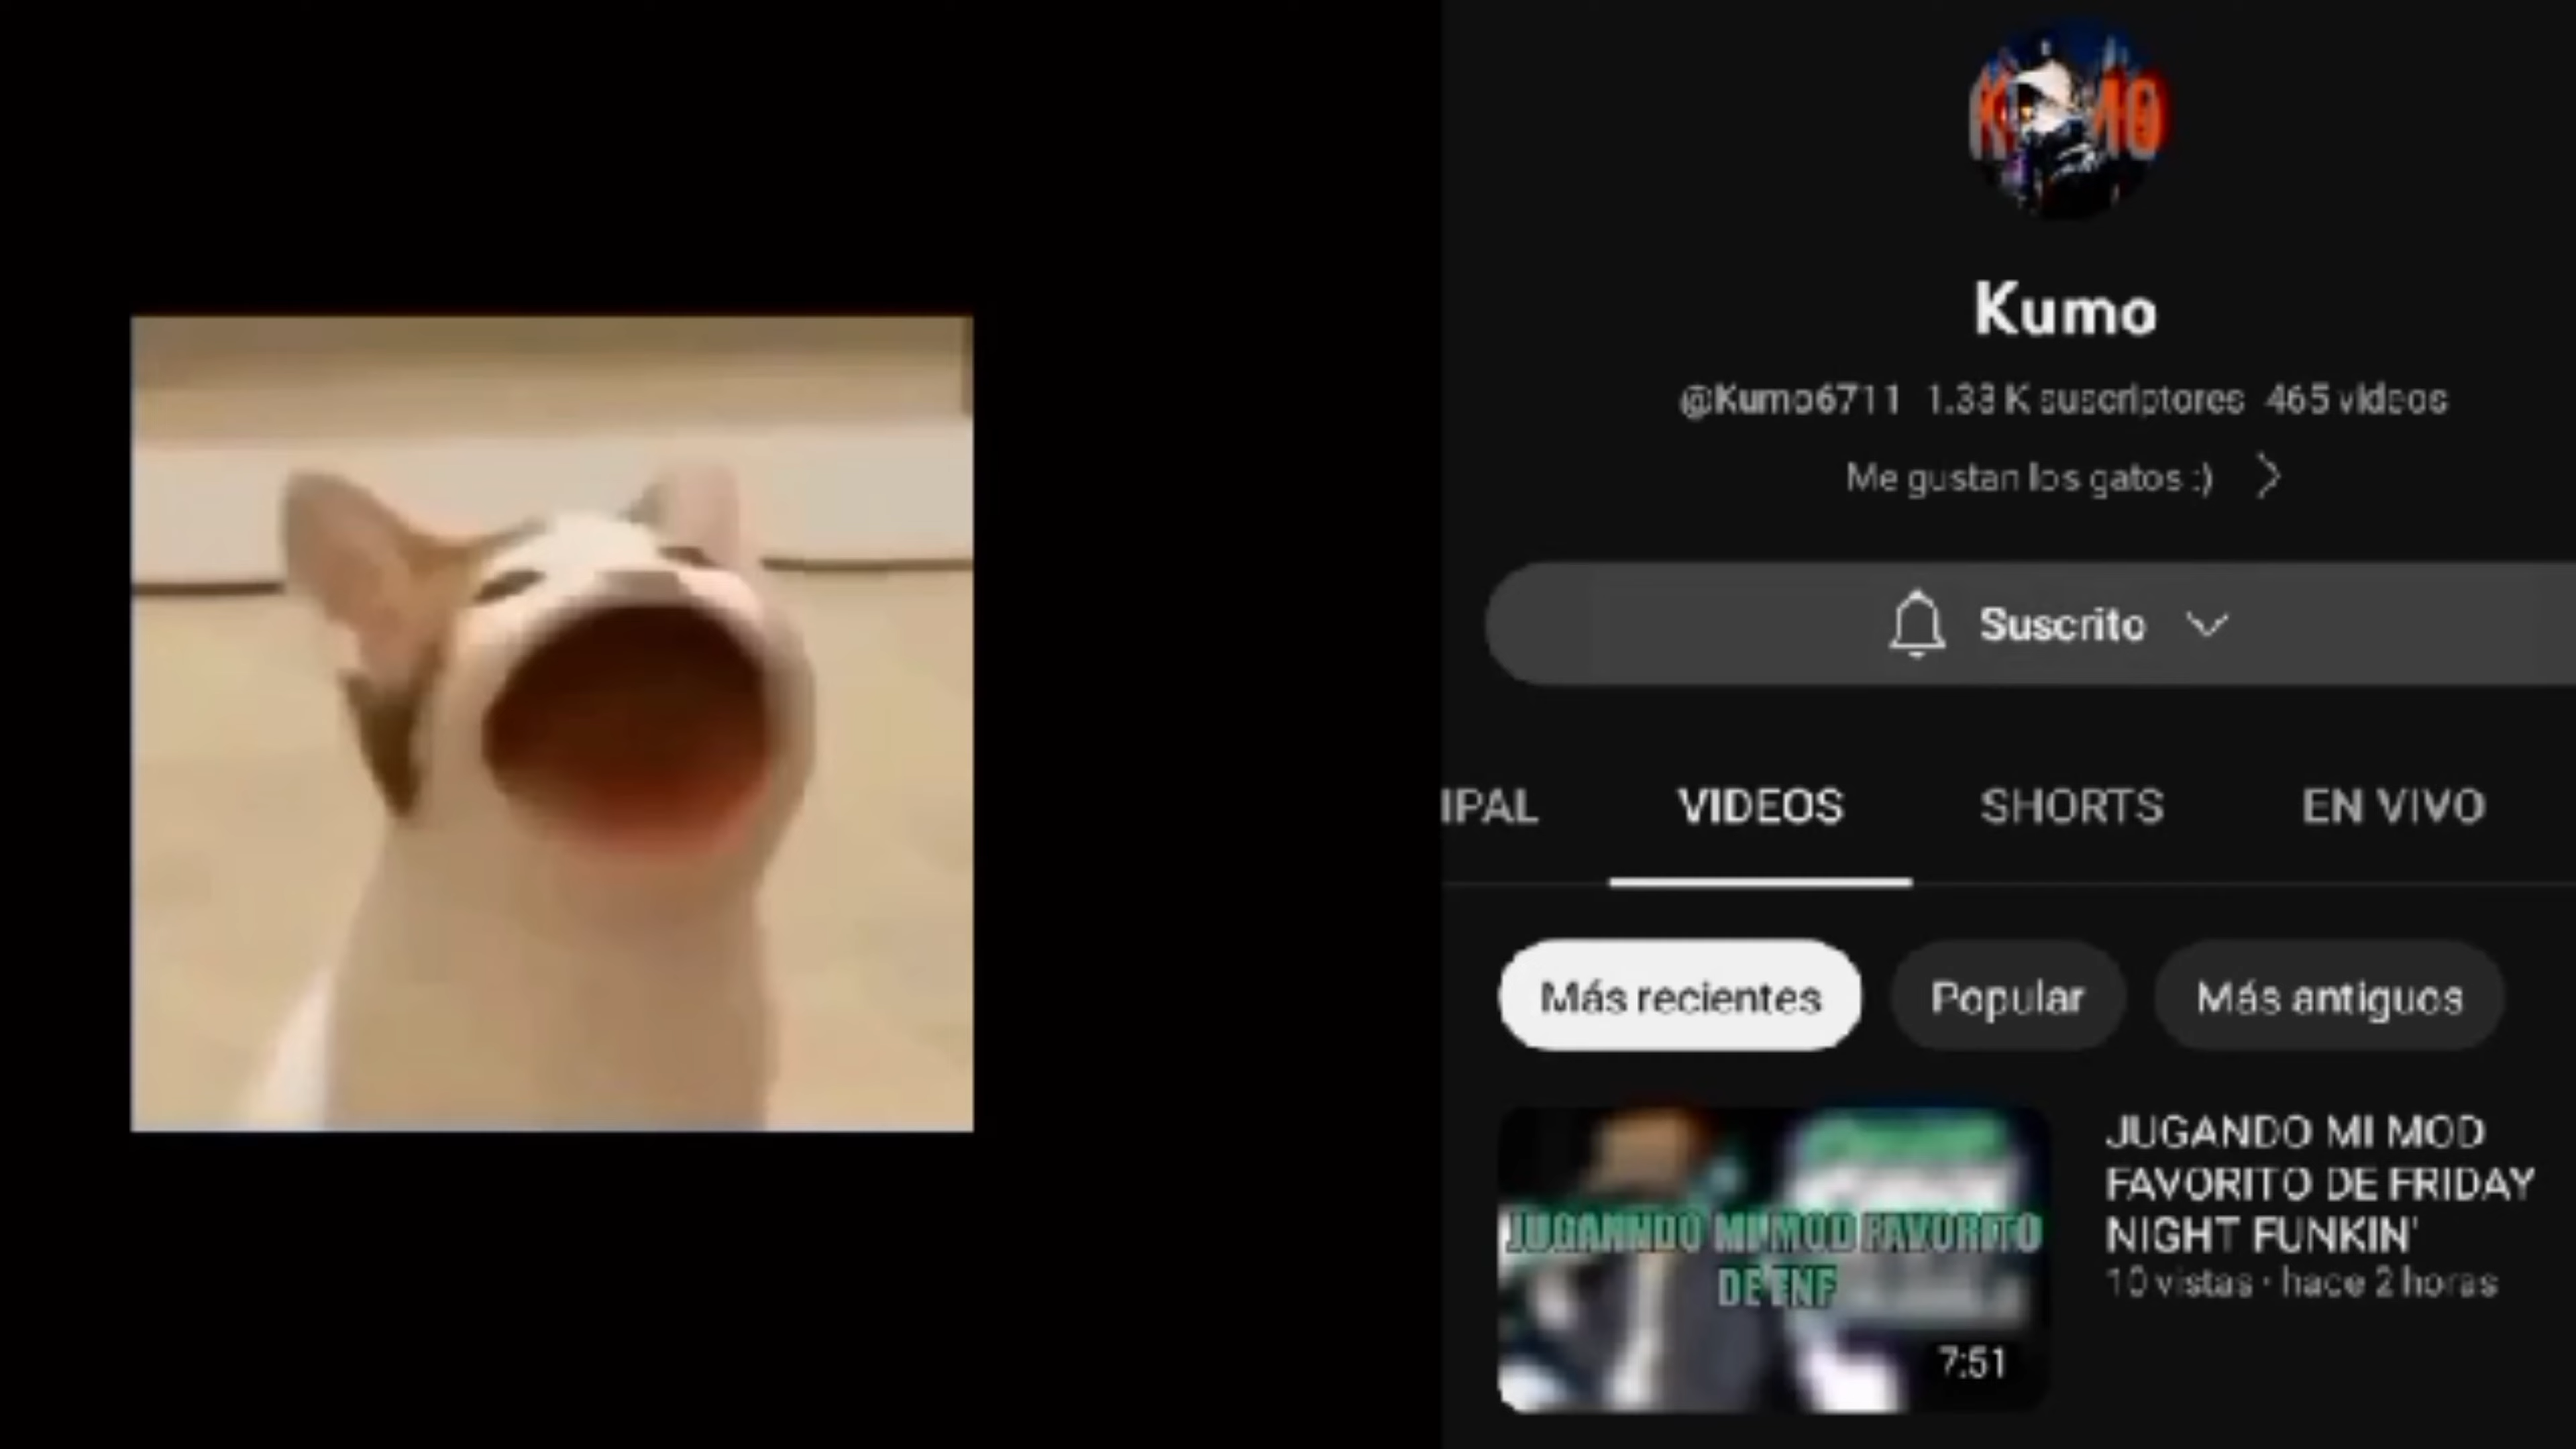 Kumo
@Kumo6711 1.33 K suscriptores 465 videos
Me gustan los gatos :)
Suscrito
IPAL VIDEOS SHORTS EN VIVO
Más recientes Popular Más antiguos
JUGANNDO MI MOD FAVORITO
DE FNF
7:51
JUGANDO MI MOD
FAVORITO DE FRIDAY
NIGHT FUNKIN'
10 vistas · hace 2 horas